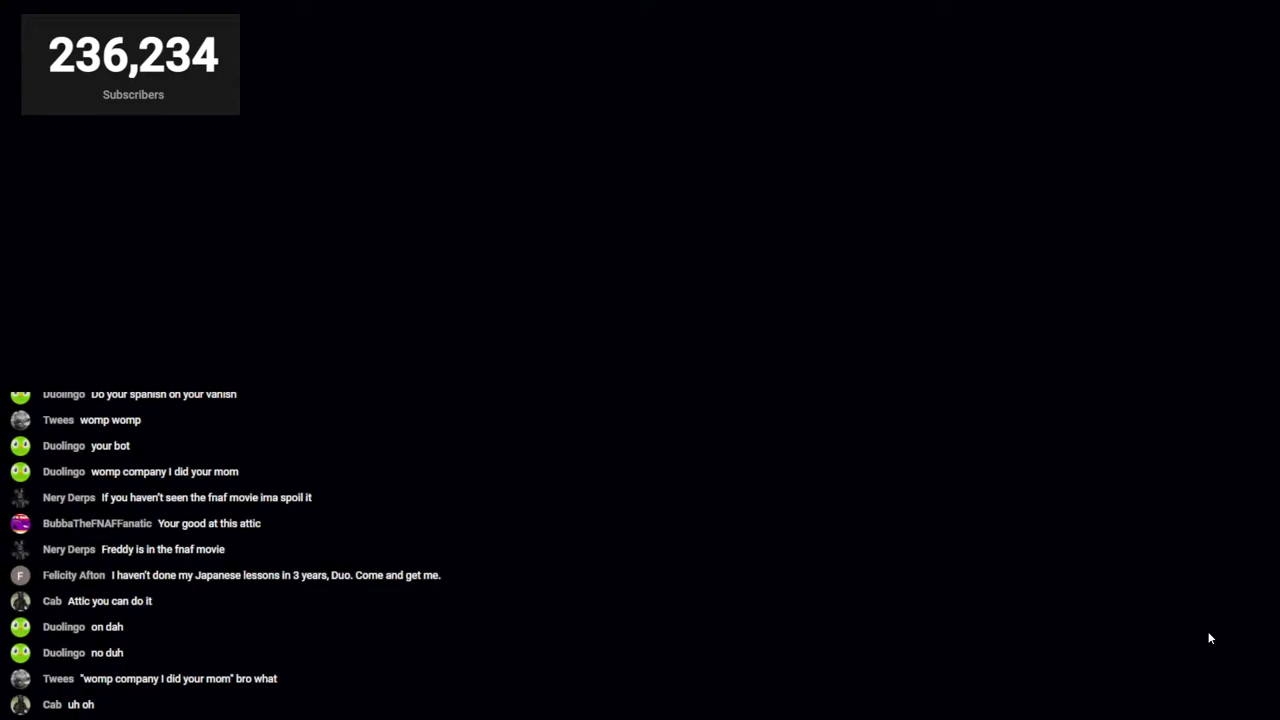 236,234
Subscribers
Duolingo Do your spanish on your vanish
Twees womp womp
Duolingo your bot
Duolingo womp company I did your mom
Nery Derps If you haven't seen the fnaf movie ima spoil it
BubbaTheFNAFFanatic Your good at this attic
Nery Derps Freddy is in the fnaf movie
F Felicity Afton I haven't done my Japanese lessons in 3 years, Duo. Come and get me.
Cab Attic you can do it
Duolingo on dah
Duolingo no duh
Twees "womp company I did your mom" bro what
Cab uh oh